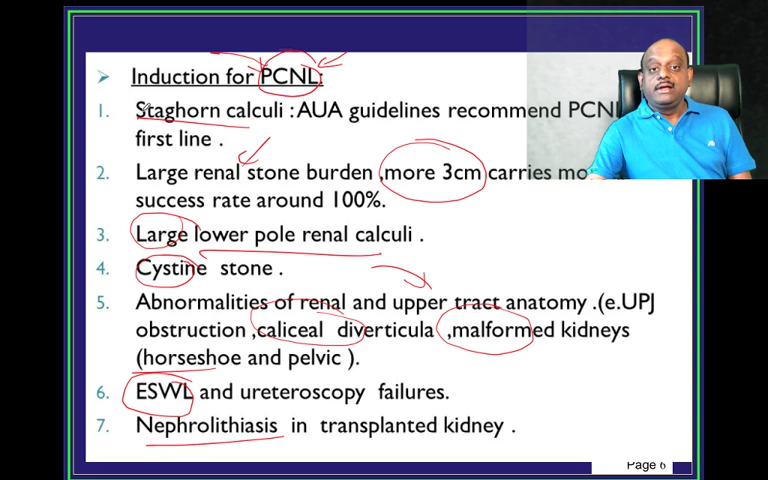 Induction for PCNL:
1. Staghorn calculi : AUA guidelines recommend PCNL
first line .
2. Large renal stone burden ,more 3cm carries
success rate around 100%.
3. Large lower pole renal calculi .
4. Cystine stone .
5. Abnormalities of renal and upper tract anatomy .(e.UPJ
obstruction ,caliceal diverticula ,malformed kidneys
(horseshoe and pelvic ).
6. ESWL and ureteroscopy failures.
7. Nephrolithiasis in transplanted kidney .
Page 6